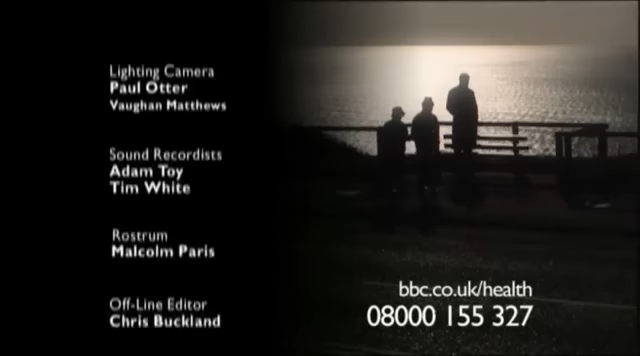 Lighting Camera
Paul Otter
Vaughan Matthews
Sound Recordists
Adam Toy
Tim White
Rostrum
Malcolm Paris
Off-Line Editor
Chris Buckland
bbc.co.uk/health
08000 155 327